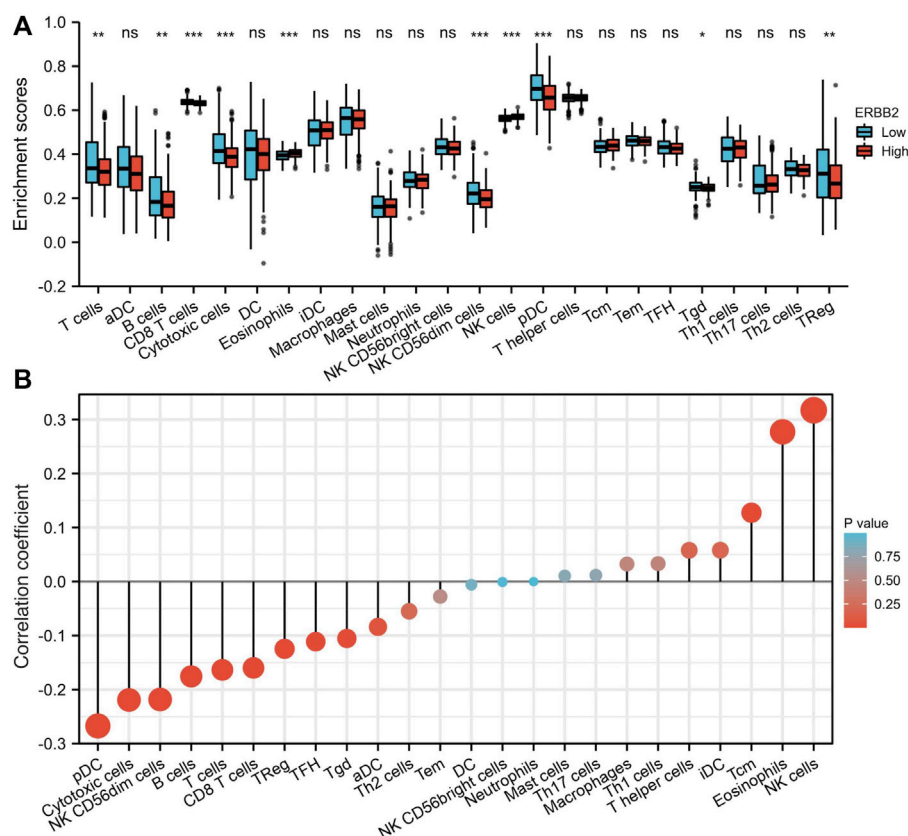 A
** ns ** *** *** ns *** ns ns ns ns ns *** *** *** ns ns ns ns * ns ns ns **
Enrichment scores
1.0
0.8
0.6
0.4
0.2
0.0
-0.2
ERBB2
Low
High
T cells
aDC
B cells
CD8 T cells
Cytotoxic cells
DC
Eosinophils
iDC
Macrophages
Mast cells
Neutrophils
NK CD56bright cells
NK CD56dim cells
NK cells
pDC
T helper cells
Tcm
Tem
TFH
Tgd
Th1 cells
Th17 cells
Th2 cells
TReg
B
Correlation coefficient
0.3
0.2
0.1
0.0
-0.1
-0.2
-0.3
P value
0.75
0.50
0.25
pDC
Cytotoxic cells
NK CD56dim cells
B cells
T cells
CD8 T cells
TReg
TFH
Tgd
aDC
Th2 cells
Tem
DC
NK CD56bright cells
Neutrophils
Mast cells
Th17 cells
Macrophages
Th1 cells
T helper cells
iDC
Tcm
Eosinophils
NK cells